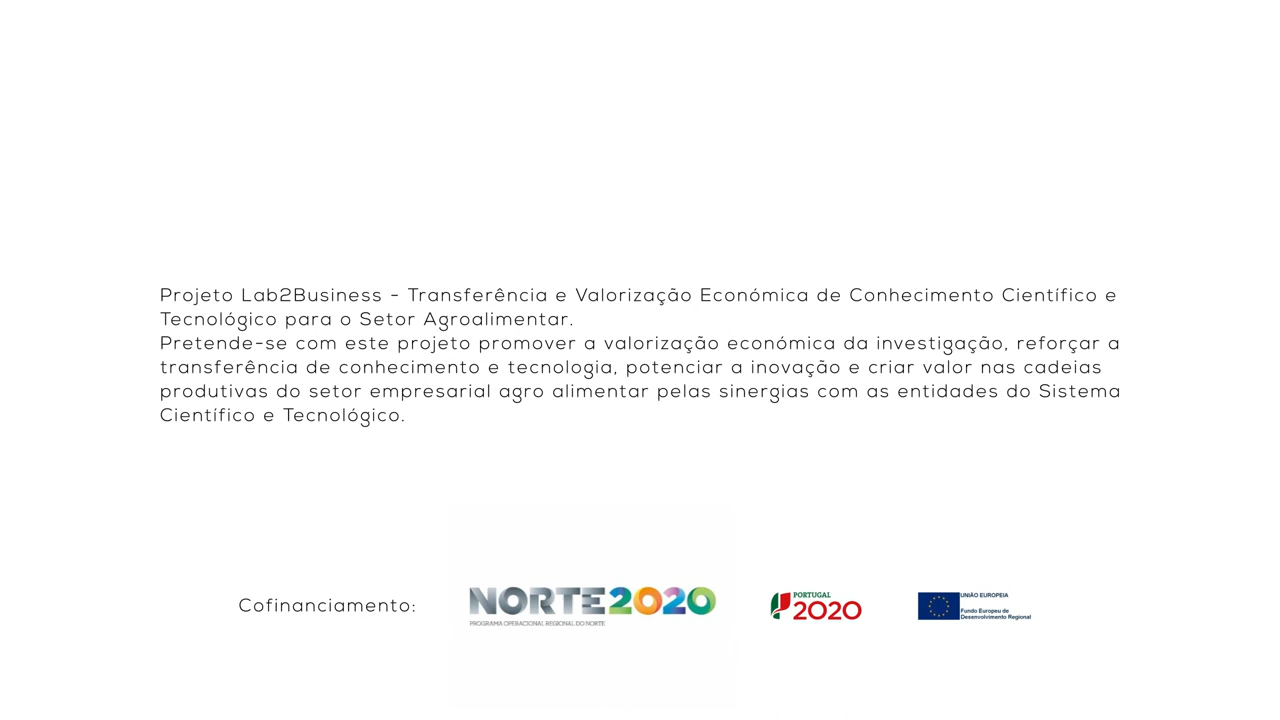 Projeto Lab2Business - Transferência e Valorização Económica de Conhecimento Científico e
Tecnológico para o Setor Agroalimentar.
Pretende-se com este projeto promover a valorização económica da investigação, reforçar a
transferência de conhecimento e tecnologia, potenciar a inovação e criar valor nas cadeias
produtivas do setor empresarial agro alimentar pelas sinergias com as entidades do Sistema
Científico e Tecnológico.
Cofinanciamento:
NORTE2020
PROGRAMA OPERACIONAL REGIONAL DO NORTE
PORTUGAL
2020
UNIÃO EUROPEIA
Fundo Europeu de
Desenvolvimento Regional